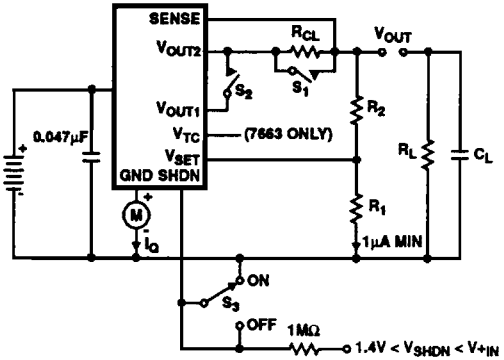 SENSE
VOUT2
RCL
VOUT
S1
S2
VOUT1
R2
0.047µF
VTC
(7663 ONLY)
+
VSET
RL
CL
GND SHDN
-
+
M
R1
-
IQ
1µA MIN
ON
S3
OFF
1MΩ
1.4V < VSHDN < V+IN